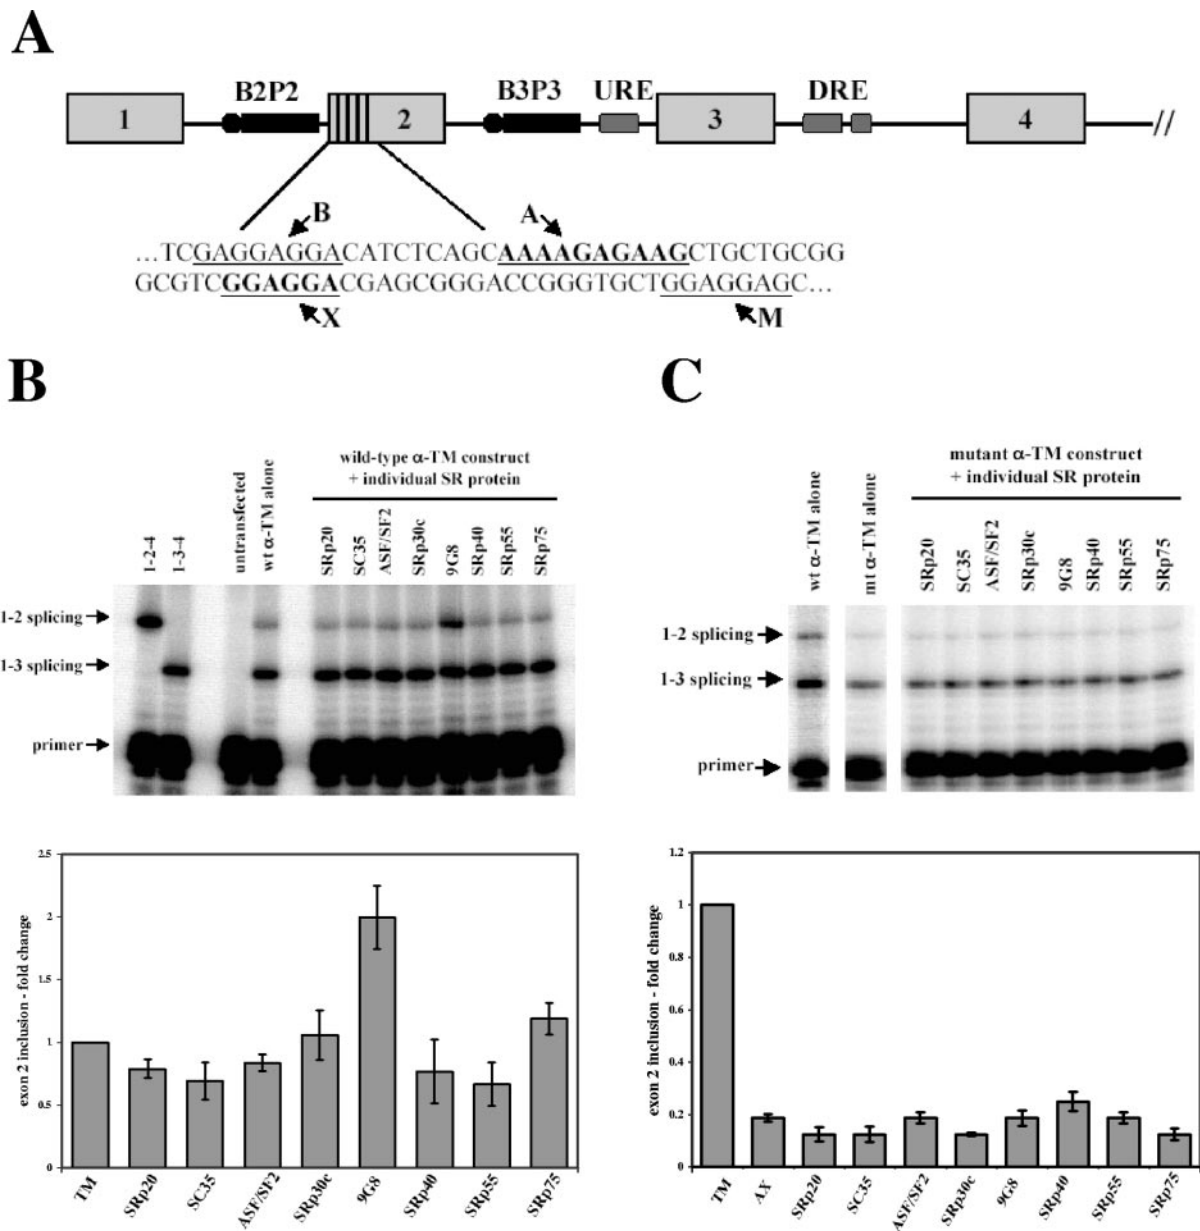 A
B2P2
B3P3
URE
DRE
1
2
3
4
//
B
A
...TCGAGGAGGACATCTCAGCAAAAGAGAAGCTGCTGCGG
GCGTCGGAGGACGAGCGGGACCGGGTGCTGGAGGAGC...
X
M
B
wild-type α-TM construct
+ individual SR protein
1-2-4
1-3-4
untransfected
wt α-TM alone
SRp20
SC35
ASF/SF2
SRp30c
9G8
SRp40
SRp55
SRp75
1-2 splicing
1-3 splicing
primer
2.5
2
1.5
1
0.5
0
exon 2 inclusion - fold change
TM
SRp20
SC35
ASF/SF2
SRp30c
9G8
SRp40
SRp55
SRp75
C
mutant α-TM construct
+ individual SR protein
wt α-TM alone
mt α-TM alone
SRp20
SC35
ASF/SF2
SRp30c
9G8
SRp40
SRp55
SRp75
1-2 splicing
1-3 splicing
primer
1.2
1
0.8
0.6
0.4
0.2
0
exon 2 inclusion - fold change
TM
AX
SRp20
SC35
ASF/SF2
SRp30c
9G8
SRp40
SRp55
SRp75